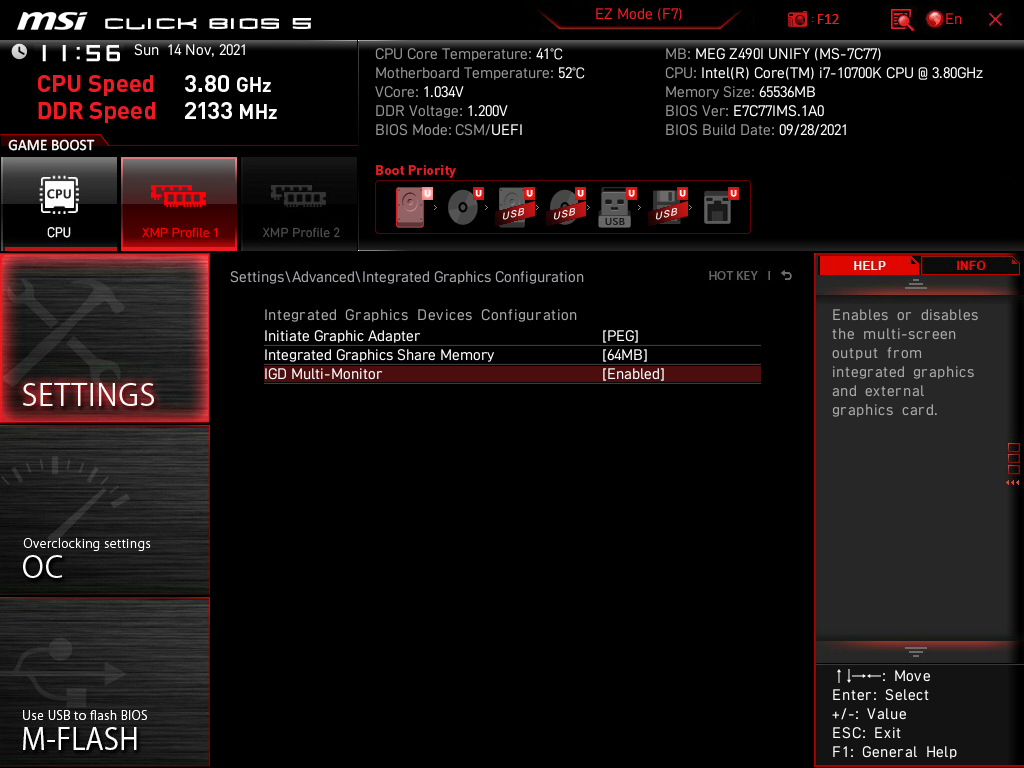 msi CLICK BIOS 5
EZ Mode (F7)
: F12
En
11:56 Sun 14 Nov, 2021
CPU Speed 3.80 GHz
DDR Speed 2133 MHz
CPU Core Temperature: 41°C
Motherboard Temperature: 52°C
VCore: 1.034V
DDR Voltage: 1.200V
BIOS Mode: CSM/UEFI
MB: MEG Z490I UNIFY (MS-7C77)
CPU: Intel(R) Core(TM) i7-10700K CPU @ 3.80GHz
Memory Size: 65536MB
BIOS Ver: E7C77IMS.1A0
BIOS Build Date: 09/28/2021
GAME BOOST
CPU
CPU
XMP Profile 1
XMP Profile 2
Boot Priority
U
U
U USB
U USB
U USB
U USB
U
SETTINGS
Overclocking settings
OC
Use USB to flash BIOS
M-FLASH
Settings\Advanced\Integrated Graphics Configuration
HOT KEY |
Integrated Graphics Devices Configuration
Initiate Graphic Adapter [PEG]
Integrated Graphics Share Memory [64MB]
IGD Multi-Monitor [Enabled]
HELP
INFO
Enables or disables
the multi-screen
output from
integrated graphics
and external
graphics card.
↑↓→←: Move
Enter: Select
+/-: Value
ESC: Exit
F1: General Help